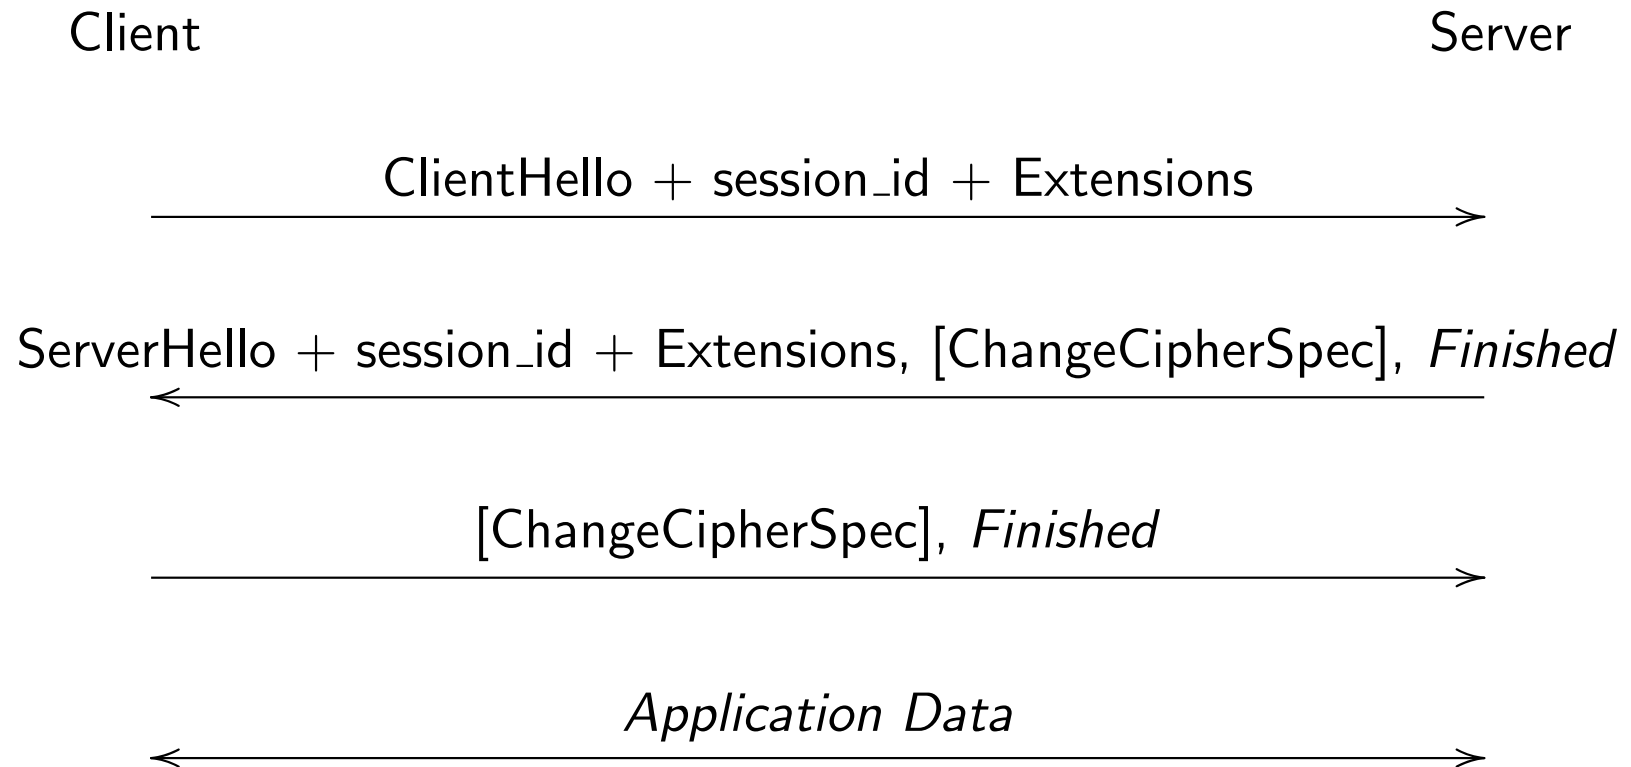 Client Server
ClientHello + session_id + Extensions
ServerHello + session_id + Extensions, [ChangeCipherSpec], Finished
[ChangeCipherSpec], Finished
Application Data